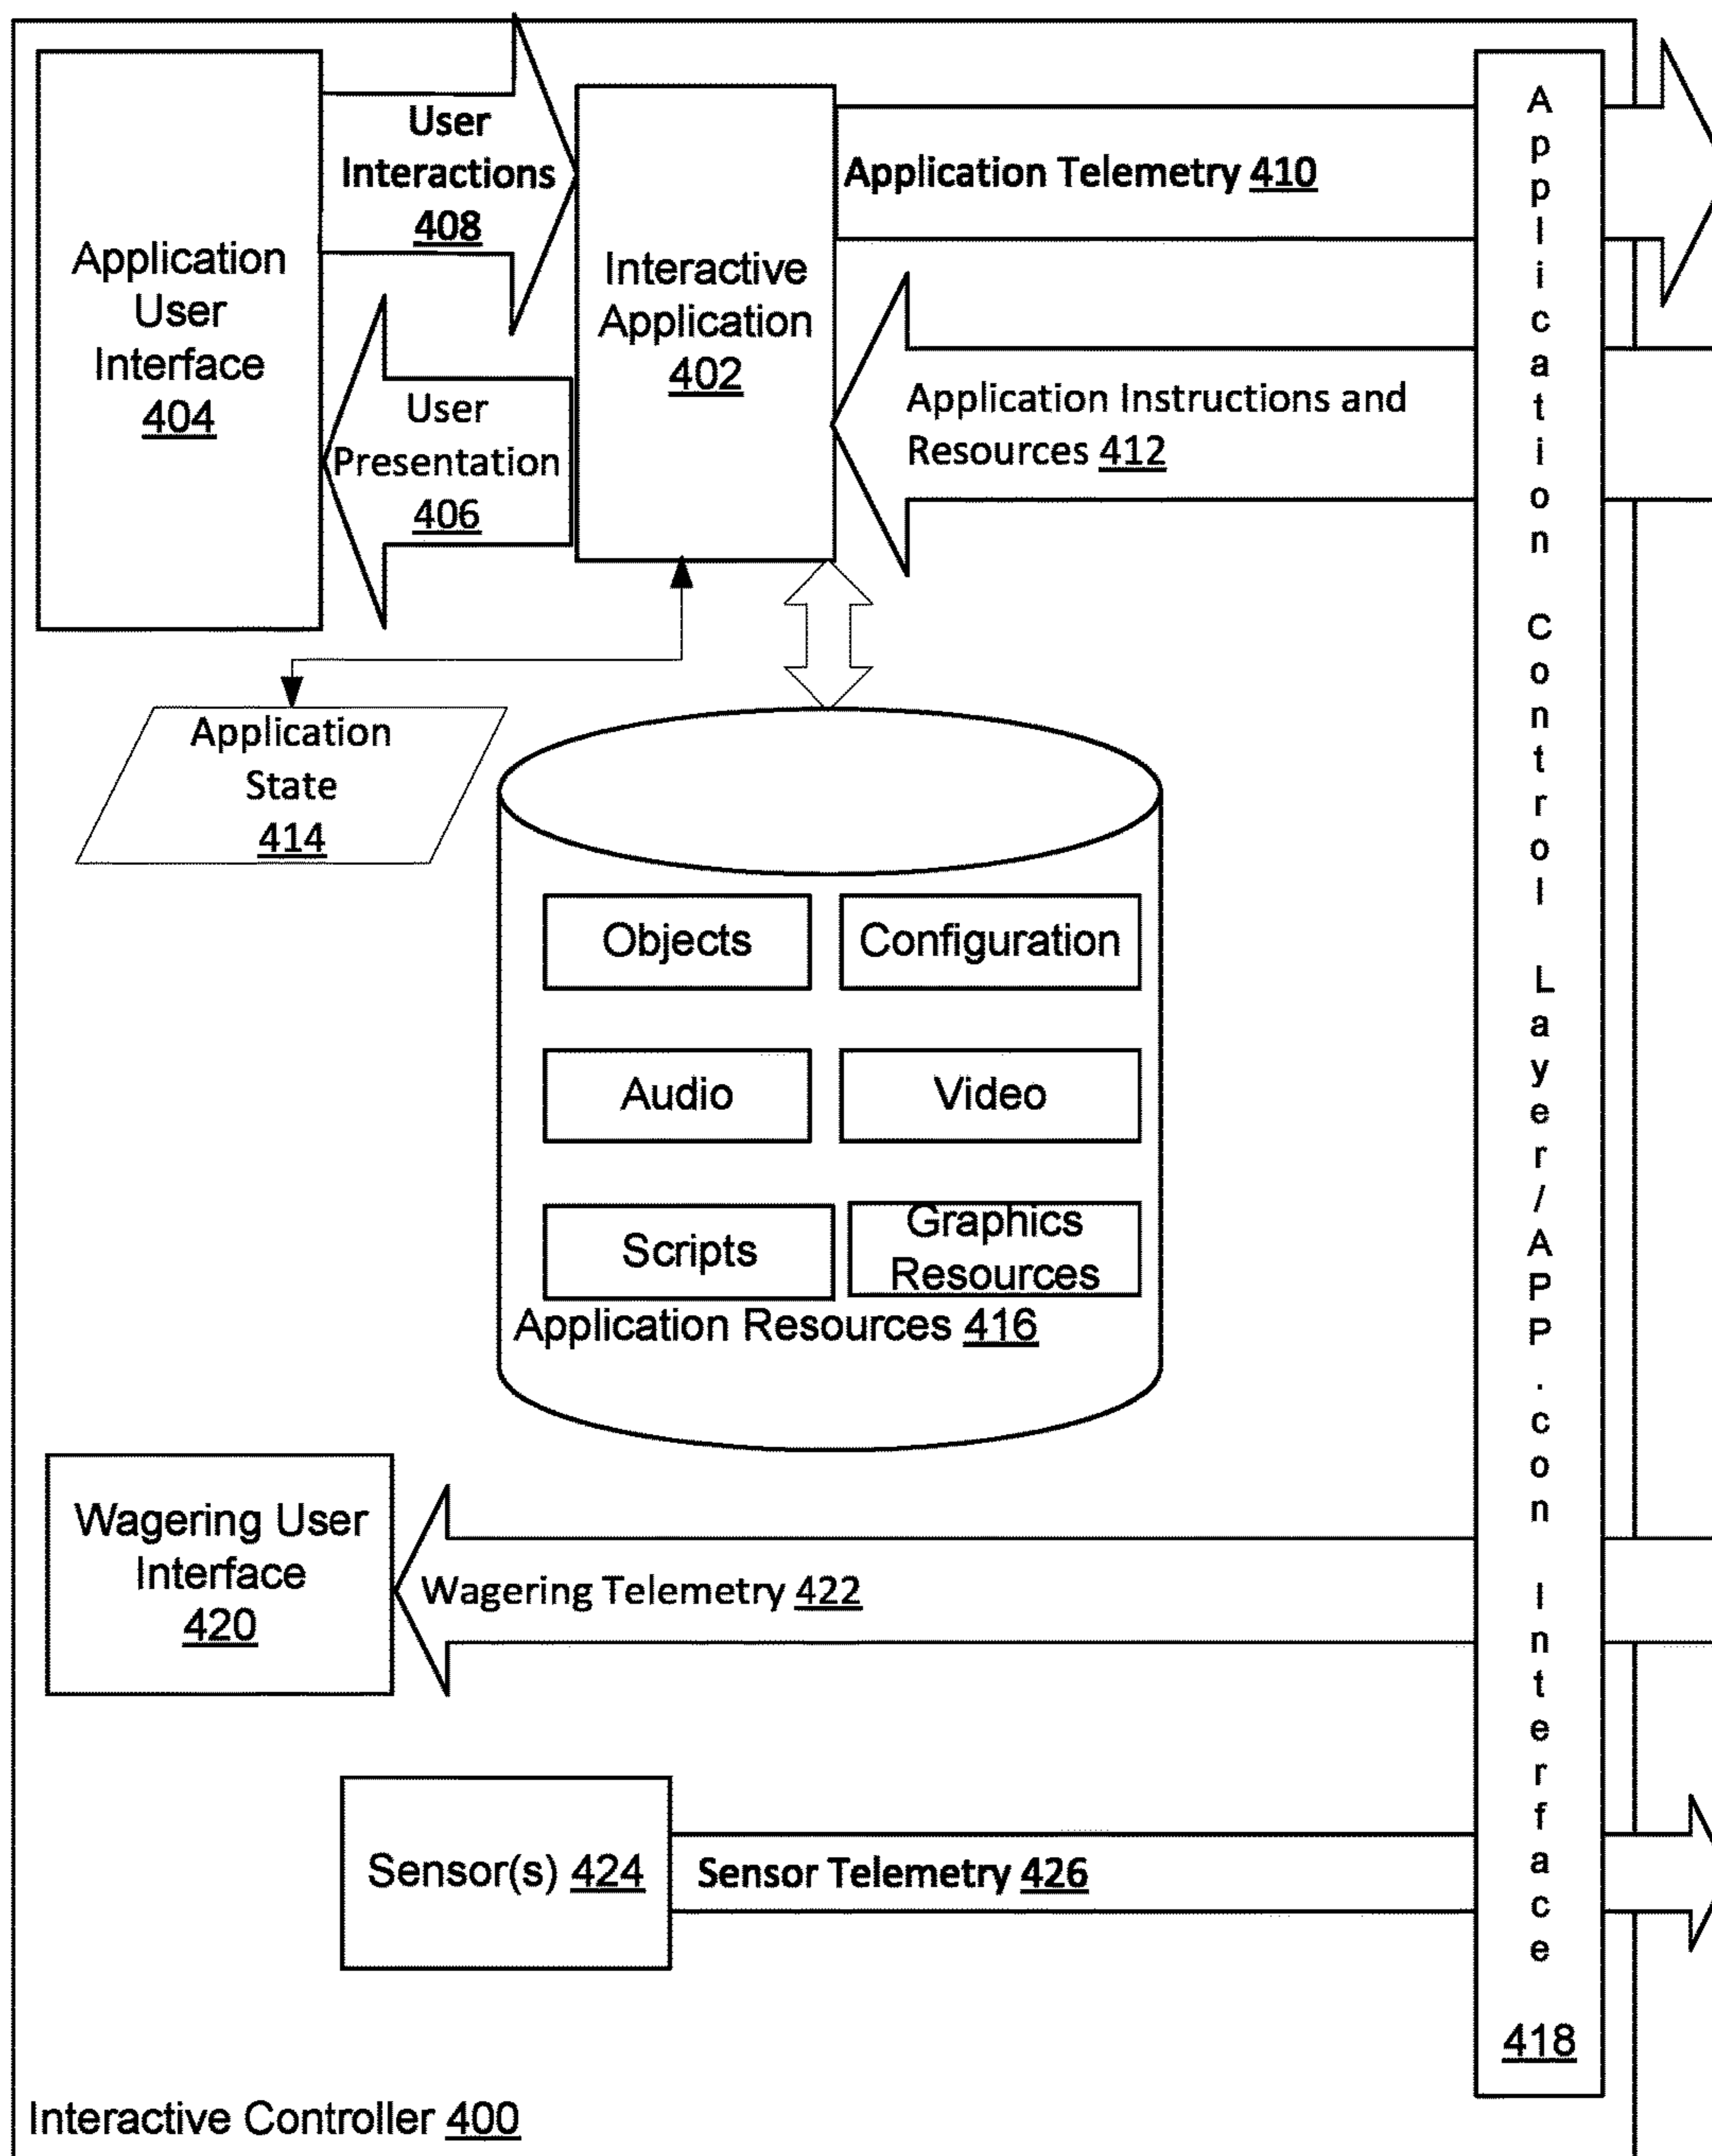 User
Interactions
408
Application
User
Interface
404
Interactive
Application
402
User
Presentation
406
Application Telemetry 410
Application Instructions and
Resources 412
Application
State
414
Objects
Configuration
Audio
Video
Scripts
Graphics
Resources
Application Resources 416
Wagering User
Interface
420
Wagering Telemetry 422
Sensor(s) 424
Sensor Telemetry 426
Application Control Layer/APP.con Interface
418
Interactive Controller 400